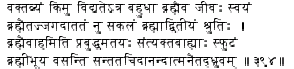 वक्तव्यं किमु विद्यतेऽत्र बहुधा ब्रह्मैव जीवः स्वयं
ब्रह्मैतज्जगदाततं नु सकलं ब्रह्माद्वितीयं श्रुतिः ।
ब्रह्मैवाहमिति प्रबुद्धमतयः संत्यक्तबाह्याः स्फुटं
ब्रह्मीभूय वसन्ति सन्ततचिदानन्दात्मनैतद्ध्रुवम् ॥ ३९४॥